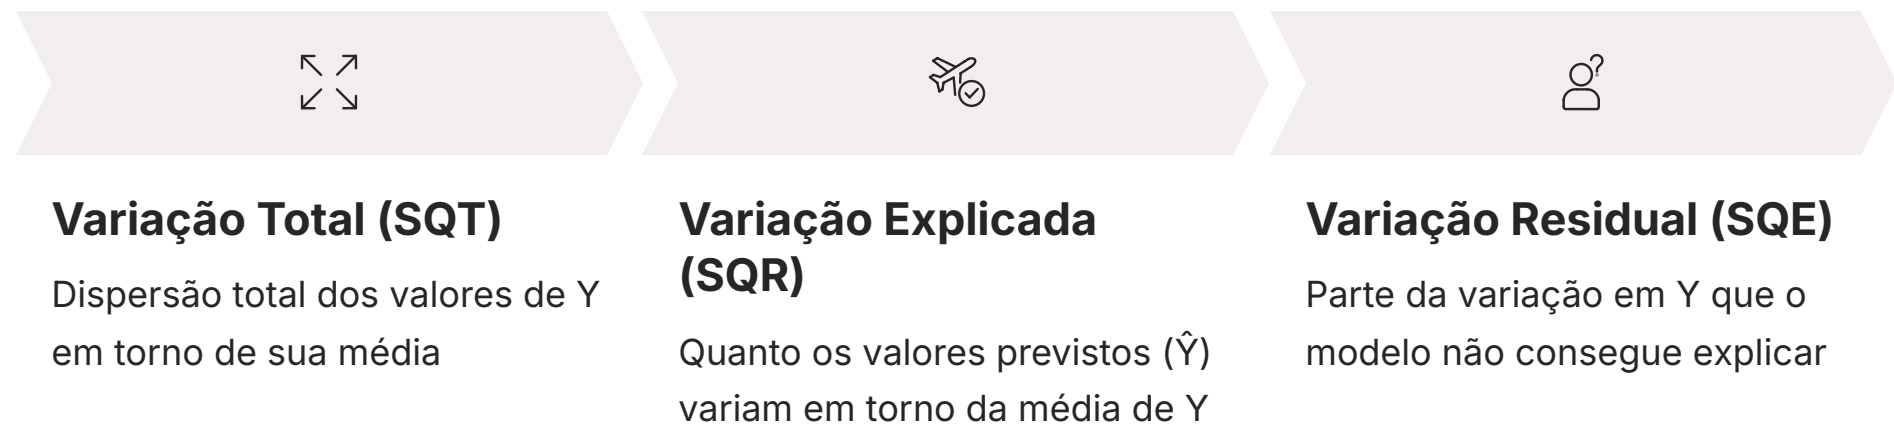 Variação Total (SQT)
Dispersão total dos valores de Y
em torno de sua média
Variação Explicada
(SQR)
Quanto os valores previstos (Ŷ)
variam em torno da média de Y
Variação Residual (SQE)
Parte da variação em Y que o
modelo não consegue explicar